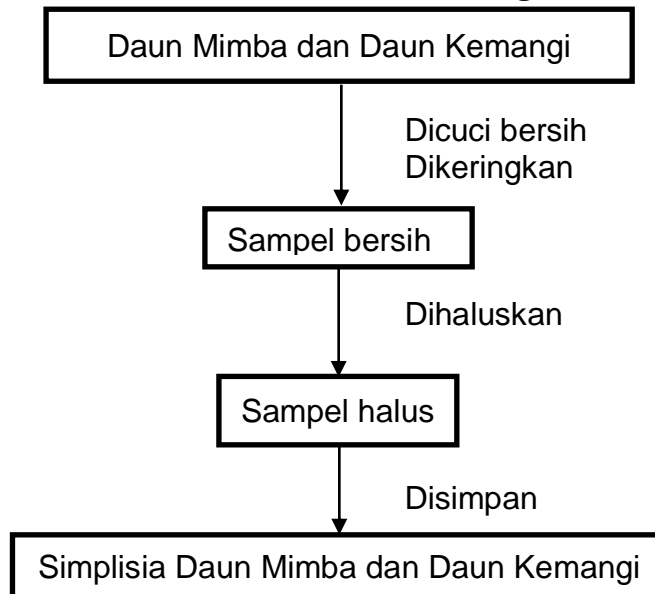 Daun Mimba dan Daun Kemangi
Dicuci bersih
Dikeringkan
Sampel bersih
Dihaluskan
Sampel halus
Disimpan
Simplisia Daun Mimba dan Daun Kemangi